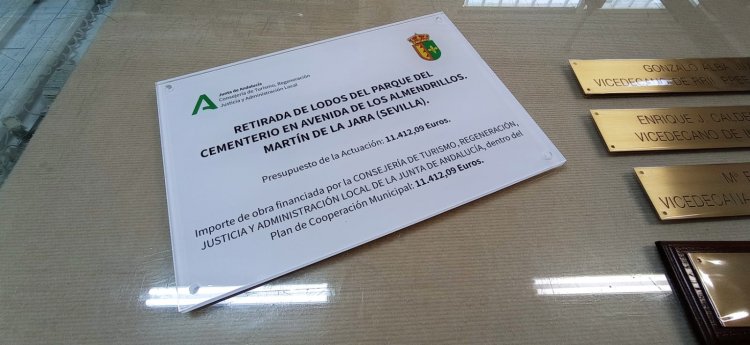 Junta de Andalucía
Consejería de Turismo, Regeneración,
Justicia y Administración Local
RETIRADA DE LODOS DEL PARQUE DEL
CEMENTERIO EN AVENIDA DE LOS ALMENDRILLOS.
MARTÍN DE LA JARA (SEVILLA).
Presupuesto de la Actuación: 11.412,09 Euros.
Importe de obra financiada por la CONSEJERÍA DE TURISMO, REGENERACIÓN,
JUSTICIA Y ADMINISTRACIÓN LOCAL DE LA JUNTA DE ANDALUCÍA, dentro del
Plan de Cooperación Municipal: 11.412,09 Euros.
GONZALO ALBA
VICEDECANO DE
ENRIQUE J.
VICEDECANO DE
Mª
VICEDECANA